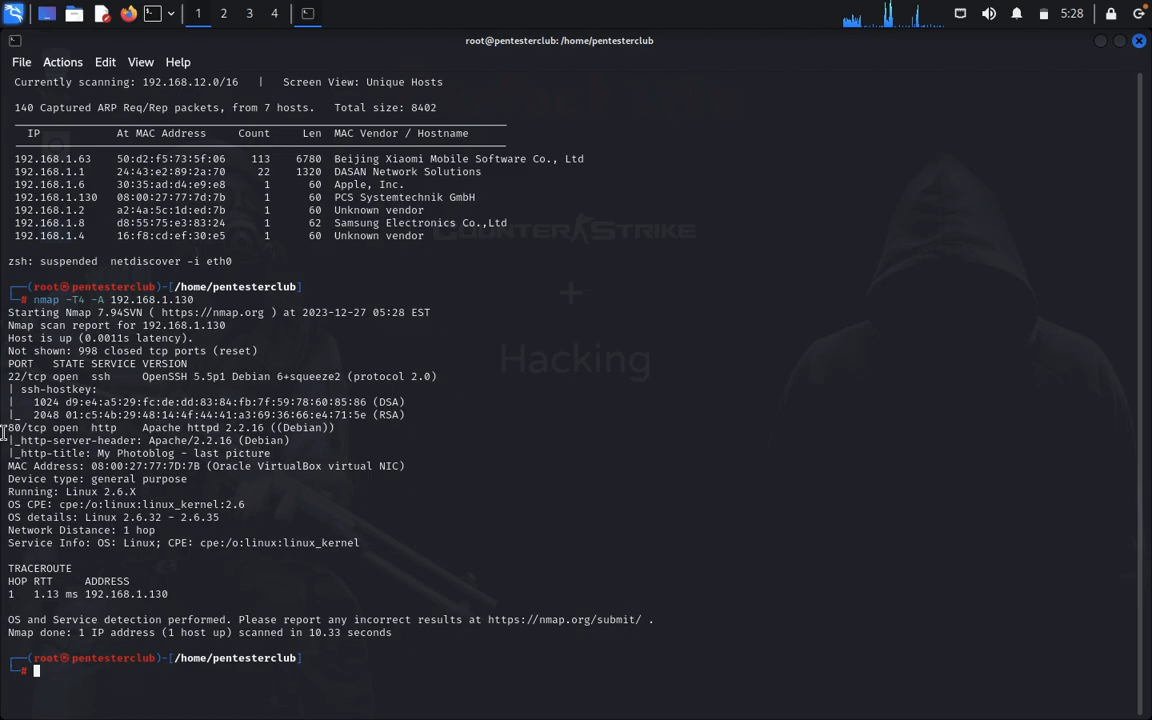 1 2 3 4 5:28
root@pentesterclub: /home/pentesterclub
File Actions Edit View Help
Currently scanning: 192.168.12.0/16 | Screen View: Unique Hosts
140 Captured ARP Req/Rep packets, from 7 hosts. Total size: 8402
IP At MAC Address Count Len MAC Vendor / Hostname
192.168.1.63 50:d2:f5:73:5f:06 113 6780 Beijing Xiaomi Mobile Software Co., Ltd
192.168.1.1 24:43:e2:89:2a:70 22 1320 DASAN Network Solutions
192.168.1.6 30:35:ad:d4:e9:e8 1 60 Apple, Inc.
192.168.1.130 08:00:27:77:7d:7b 1 60 PCS Systemtechnik GmbH
192.168.1.2 a2:4a:5c:1d:ed:7b 1 60 Unknown vendor
192.168.1.8 d8:55:75:e3:83:24 1 62 Samsung Electronics Co.,Ltd
192.168.1.4 16:f8:cd:ef:30:e5 1 60 Unknown vendor
COUNTER STRIKE
zsh: suspended netdiscover -i eth0
┌──(root㉿pentesterclub)-[/home/pentesterclub]
└─# nmap -T4 -A 192.168.1.130
Starting Nmap 7.94SVN ( https://nmap.org ) at 2023-12-27 05:28 EST
+
Nmap scan report for 192.168.1.130
Host is up (0.0011s latency).
Not shown: 998 closed tcp ports (reset)
Hacking
PORT STATE SERVICE VERSION
22/tcp open ssh OpenSSH 5.5p1 Debian 6+squeeze2 (protocol 2.0)
| ssh-hostkey:
| 1024 d9:e4:a5:29:fc:de:dd:83:84:fb:7f:59:78:60:85:86 (DSA)
|_ 2048 01:c5:4b:29:48:14:4f:44:41:a3:69:36:66:e4:71:5e (RSA)
80/tcp open http Apache httpd 2.2.16 ((Debian))
|_http-server-header: Apache/2.2.16 (Debian)
|_http-title: My Photoblog - last picture
MAC Address: 08:00:27:77:7D:7B (Oracle VirtualBox virtual NIC)
Device type: general purpose
Running: Linux 2.6.X
OS CPE: cpe:/o:linux:linux_kernel:2.6
OS details: Linux 2.6.32 - 2.6.35
Network Distance: 1 hop
Service Info: OS: Linux; CPE: cpe:/o:linux:linux_kernel
TRACEROUTE
HOP RTT ADDRESS
1 1.13 ms 192.168.1.130
OS and Service detection performed. Please report any incorrect results at https://nmap.org/submit/ .
Nmap done: 1 IP address (1 host up) scanned in 10.33 seconds
┌──(root㉿pentesterclub)-[/home/pentesterclub]
└─#